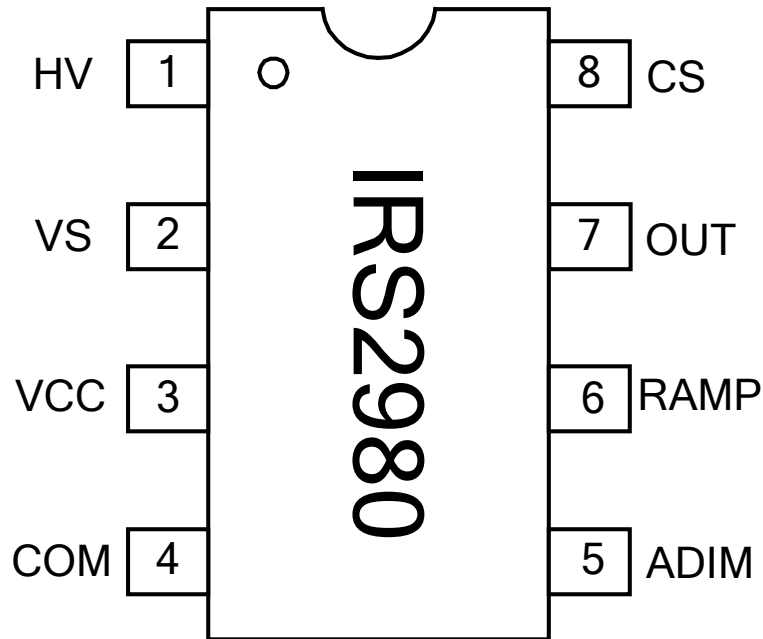 HV 1 8 CS
VS 2 7 OUT
VCC 3 6 RAMP
COM 4 5 ADIM
IRS2980